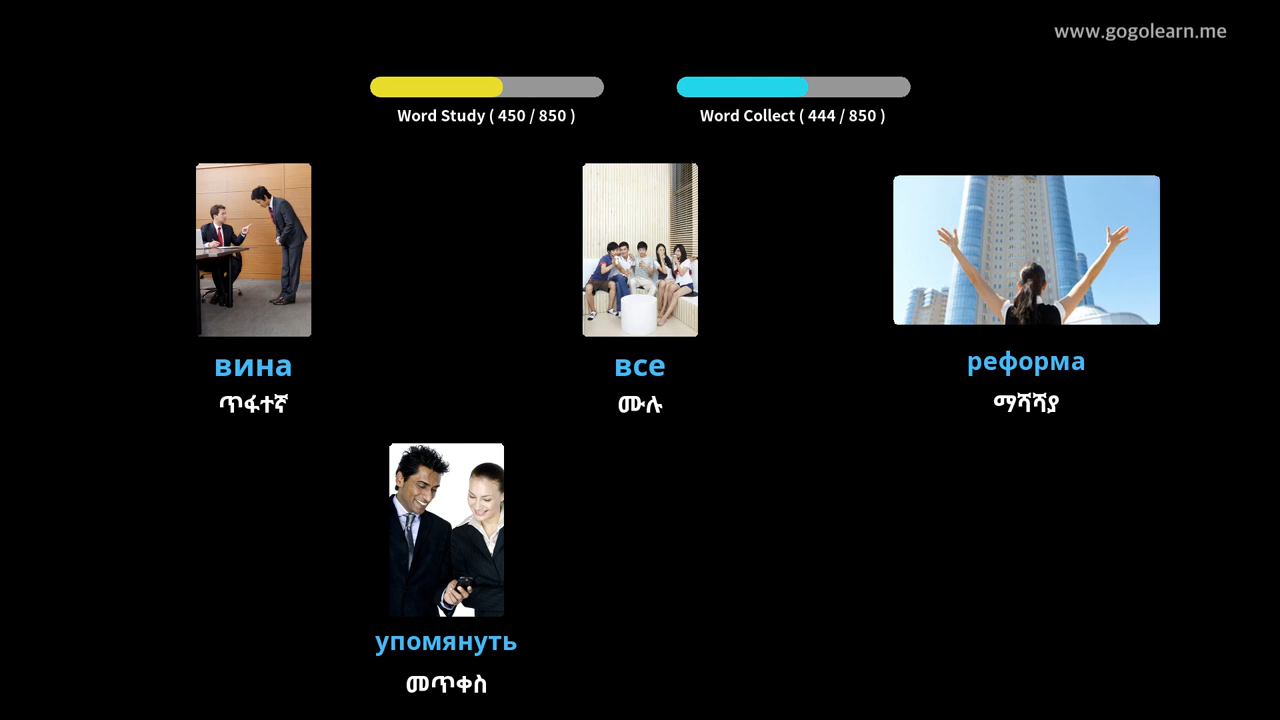 www.gogolearn.me
Word Study ( 450 / 850 )
Word Collect ( 444 / 850 )
вина
ጥፋተኛ
все
ሙሉ
реформа
ማሻሻያ
упомянуть
መጥቀስ